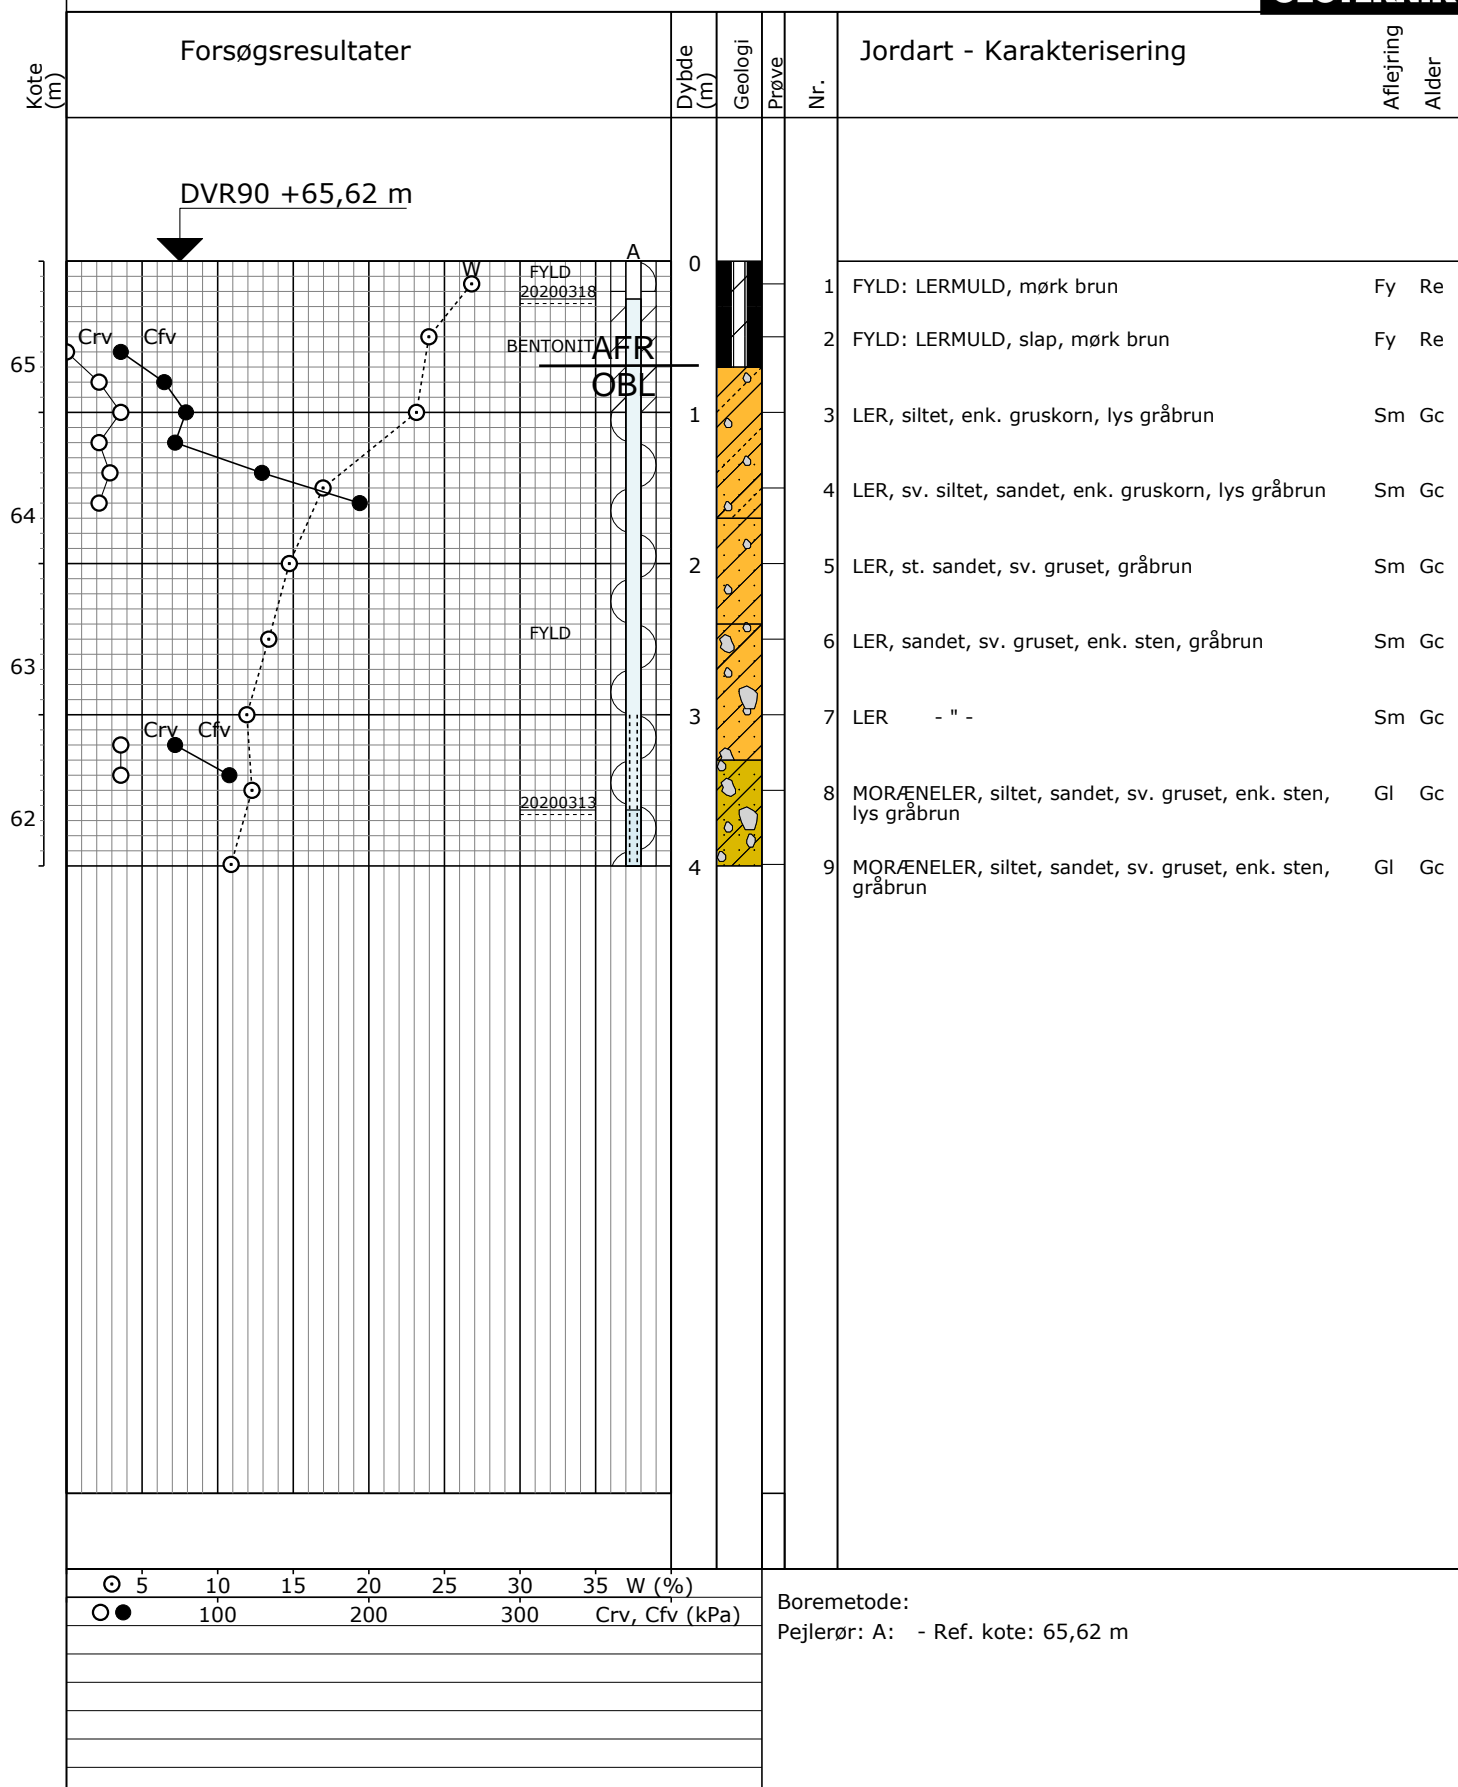 Forsøgsresultater
Jordart - Karakterisering
Kote (m)
Dybde (m)
Geologi
Prøve
Nr.
Aflejring
Alder
DVR90 +65,62 m
A
W
FYLD
20200318
BENTONIT
AFR
OBL
Crv Cfv
FYLD
Crv Cfv
20200313
65
64
63
62
0
1
2
3
4
1 FYLD: LERMULD, mørk brun Fy Re
2 FYLD: LERMULD, slap, mørk brun Fy Re
3 LER, siltet, enk. gruskorn, lys gråbrun Sm Gc
4 LER, sv. siltet, sandet, enk. gruskorn, lys gråbrun Sm Gc
5 LER, st. sandet, sv. gruset, gråbrun Sm Gc
6 LER, sandet, sv. gruset, enk. sten, gråbrun Sm Gc
7 LER - " - Sm Gc
8 MORÆNELER, siltet, sandet, sv. gruset, enk. sten, Gl Gc
lys gråbrun
9 MORÆNELER, siltet, sandet, sv. gruset, enk. sten, Gl Gc
gråbrun
5 10 15 20 25 30 35 W (%)
100 200 300 Crv, Cfv (kPa)
Boremetode:
Pejlerør: A: - Ref. kote: 65,62 m